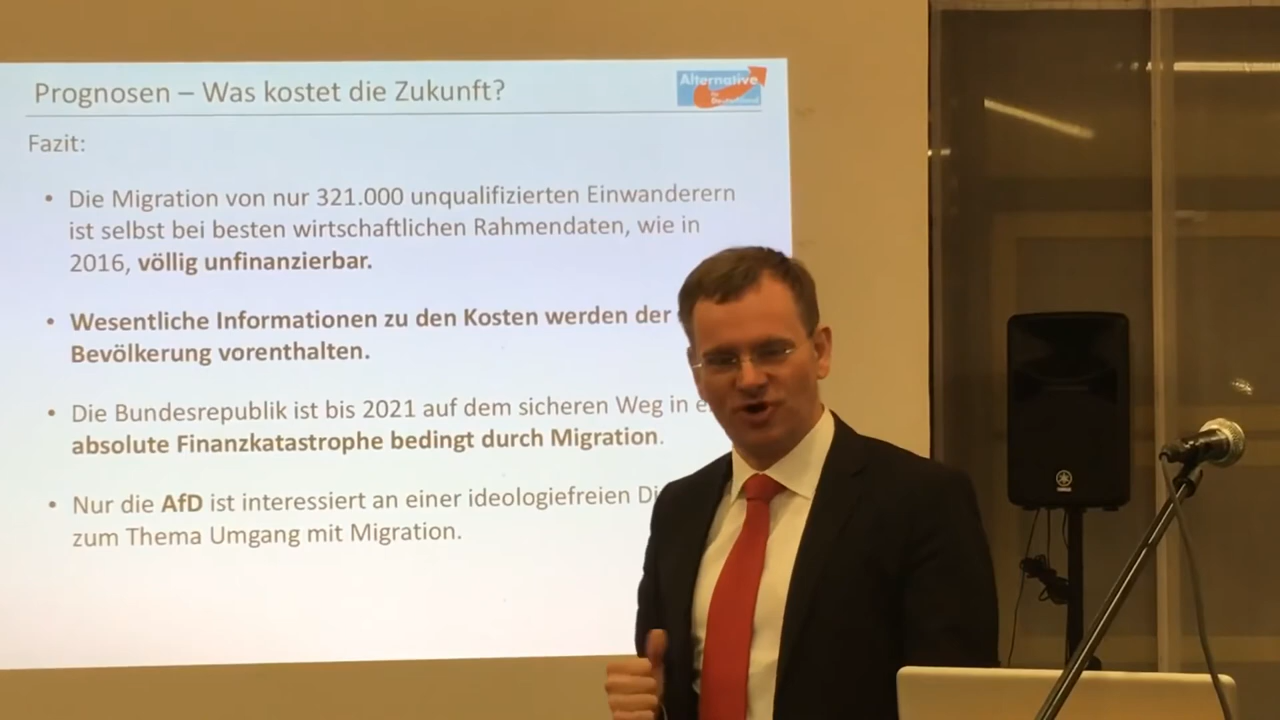 Prognosen – Was kostet die Zukunft?
Alternative
für
Deutschland
Fazit:
• Die Migration von nur 321.000 unqualifizierten Einwanderern
ist selbst bei besten wirtschaftlichen Rahmendaten, wie in
2016, völlig unfinanzierbar.
• Wesentliche Informationen zu den Kosten werden der
Bevölkerung vorenthalten.
• Die Bundesrepublik ist bis 2021 auf dem sicheren Weg in
absolute Finanzkatastrophe bedingt durch Migration.
• Nur die AfD ist interessiert an einer ideologiefreien
zum Thema Umgang mit Migration.